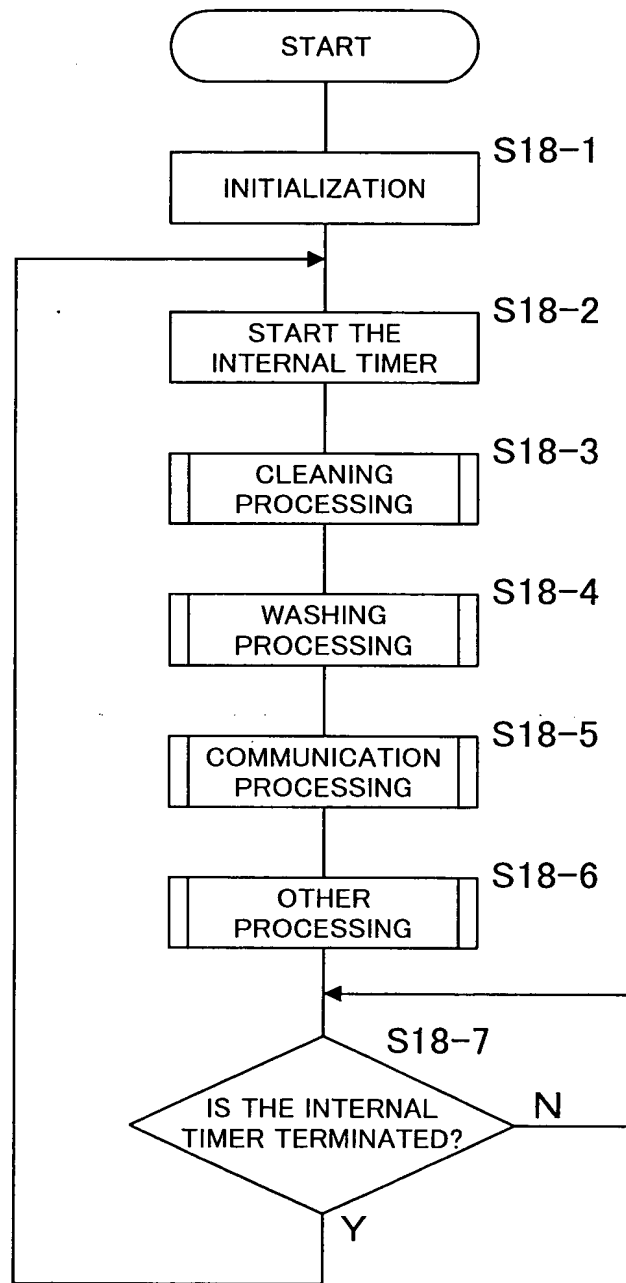 START
S18-1
INITIALIZATION
S18-2
START THE
INTERNAL TIMER
S18-3
CLEANING
PROCESSING
S18-4
WASHING
PROCESSING
S18-5
COMMUNICATION
PROCESSING
S18-6
OTHER
PROCESSING
S18-7
IS THE INTERNAL
TIMER TERMINATED?
N
Y